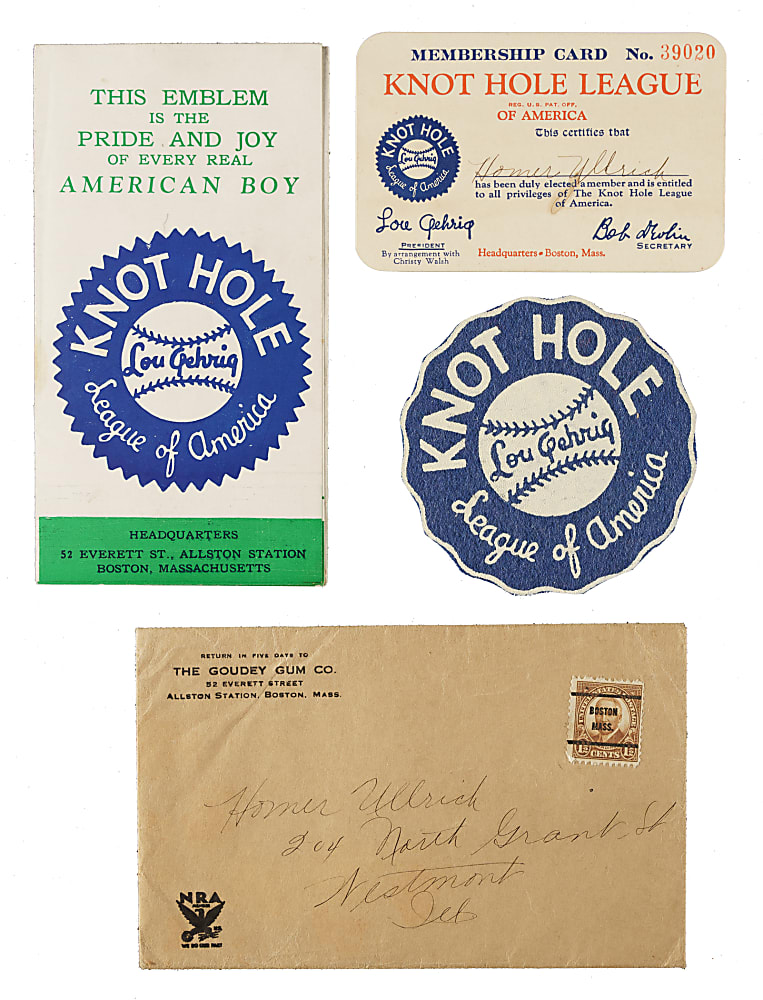 THIS EMBLEM
IS THE
PRIDE AND JOY
OF EVERY REAL
AMERICAN BOY
KNOT HOLE
Lou Gehrig
League of America
HEADQUARTERS
52 EVERETT ST., ALLSTON STATION
BOSTON, MASSACHUSETTS
MEMBERSHIP CARD No. 39020
KNOT HOLE LEAGUE
REG. U.S. PAT. OFF.
OF AMERICA
This certifies that
KNOT HOLE
Lou Gehrig
League of America
Homer Ullrich
has been duly elected a member and is entitled
to all privileges of The Knot Hole League
of America.
Lou Gehrig
PRESIDENT
By arrangement with
Christy Walsh
Headquarters • Boston, Mass.
Bob Devlin
SECRETARY
KNOT HOLE
Lou Gehrig
League of America
RETURN IN FIVE DAYS TO
THE GOUDEY GUM CO.
52 EVERETT STREET
ALLSTON STATION, BOSTON, MASS.
BOSTON
MASS.
CENTS
Homer Ullrich
204 North Grant St
Westmont
Ill
NRA
MEMBER
U.S.
WE DO OUR PART